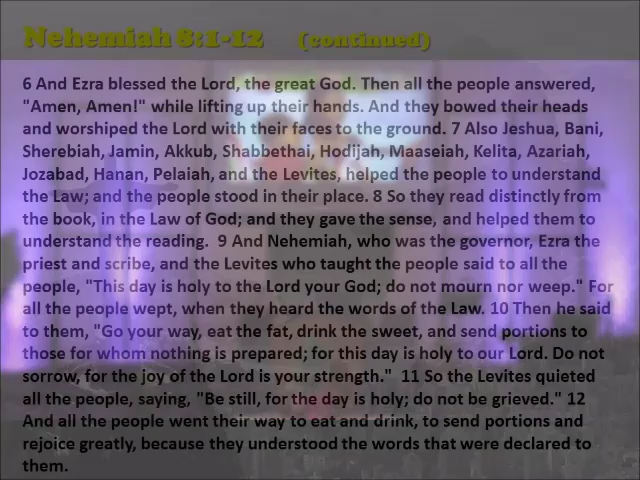 Nehemiah 8:1-12 (continued)
6 And Ezra blessed the Lord, the great God. Then all the people answered,
"Amen, Amen!" while lifting up their hands. And they bowed their heads
and worshiped the Lord with their faces to the ground. 7 Also Jeshua, Bani,
Sherebiah, Jamin, Akkub, Shabbethai, Hodijah, Maaseiah, Kelita, Azariah,
Jozabad, Hanan, Pelaiah, and the Levites, helped the people to understand
the Law; and the people stood in their place. 8 So they read distinctly from
the book, in the Law of God; and they gave the sense, and helped them to
understand the reading. 9 And Nehemiah, who was the governor, Ezra the
priest and scribe, and the Levites who taught the people said to all the
people, "This day is holy to the Lord your God; do not mourn nor weep." For
all the people wept, when they heard the words of the Law. 10 Then he said
to them, "Go your way, eat the fat, drink the sweet, and send portions to
those for whom nothing is prepared; for this day is holy to our Lord. Do not
sorrow, for the joy of the Lord is your strength." 11 So the Levites quieted
all the people, saying, "Be still, for the day is holy; do not be grieved." 12
And all the people went their way to eat and drink, to send portions and
rejoice greatly, because they understood the words that were declared to
them.